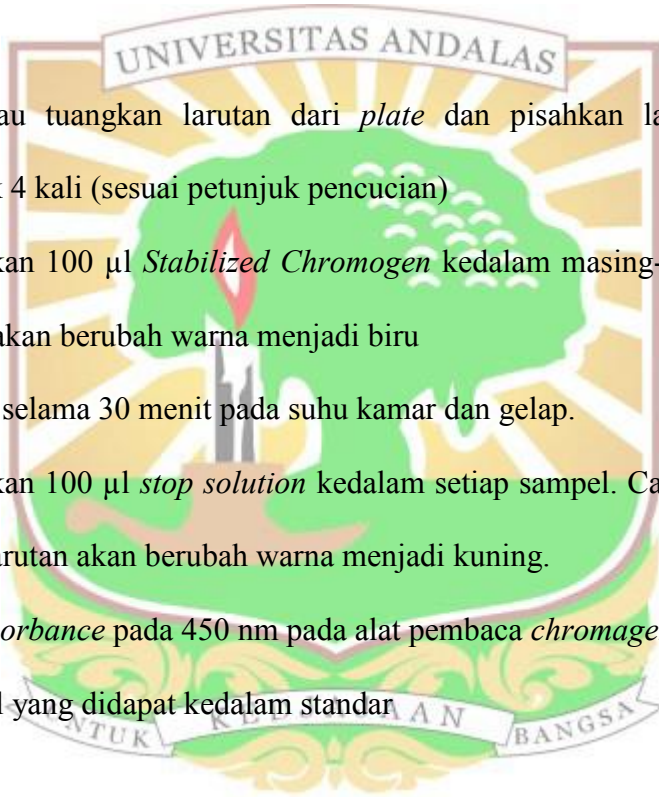 UNIVERSITAS ANDALAS
au tuangkan larutan dari plate dan pisahkan la
4 kali (sesuai petunjuk pencucian)
kan 100 µl Stabilized Chromogen kedalam masing-
akan berubah warna menjadi biru
selama 30 menit pada suhu kamar dan gelap.
kan 100 µl stop solution kedalam setiap sampel. Ca
arutan akan berubah warna menjadi kuning.
orbance pada 450 nm pada alat pembaca chromage
yang didapat kedalam standar
UNTUK KEDJAJAAN BANGSA